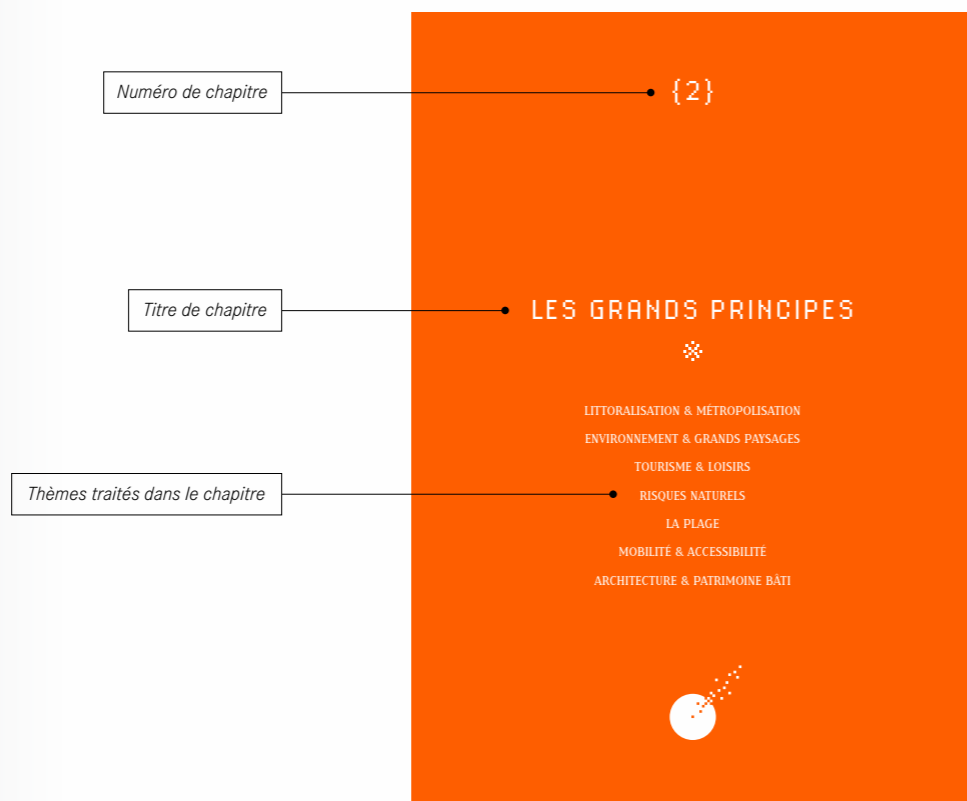 Numéro de chapitre
{2}
Titre de chapitre
LES GRANDS PRINCIPES
LITTORALISATION & MÉTROPOLISATION
ENVIRONNEMENT & GRANDS PAYSAGES
TOURISME & LOISIRS
Thèmes traités dans le chapitre
RISQUES NATURELS
LA PLAGE
MOBILITÉ & ACCESSIBILITÉ
ARCHITECTURE & PATRIMOINE BÂTI